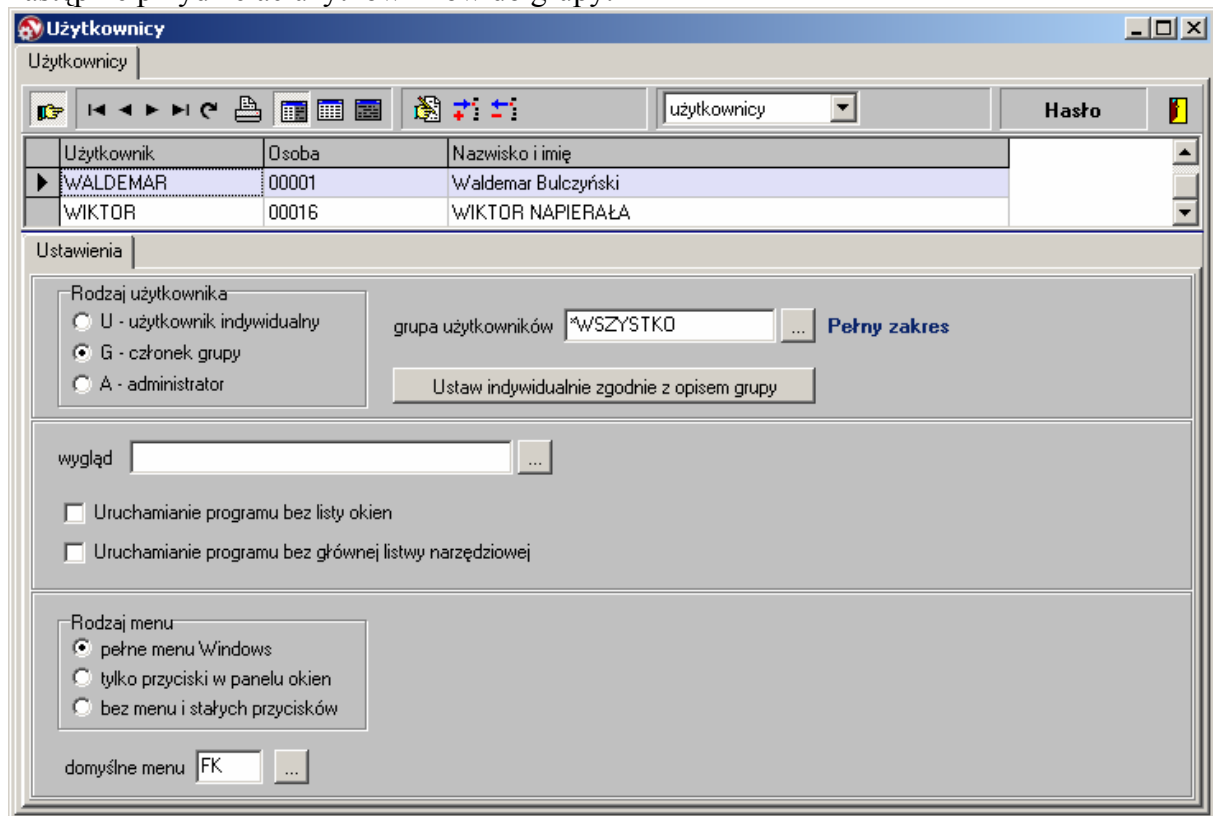 Użytkownicy
Użytkownicy
użytkownicy Hasło
Użytkownik Osoba Nazwisko i imię
WALDEMAR 00001 Waldemar Bulczyński
WIKTOR 00016 WIKTOR NAPIERAŁA
Ustawienia
Rodzaj użytkownika
U - użytkownik indywidualny
grupa użytkowników *WSZYSTKO ... Pełny zakres
G - członek grupy
A - administrator
Ustaw indywidualnie zgodnie z opisem grupy
wygląd ...
Uruchamianie programu bez listy okien
Uruchamianie programu bez głównej listwy narzędziowej
Rodzaj menu
pełne menu Windows
tylko przyciski w panelu okien
bez menu i stałych przycisków
domyślne menu FK ...